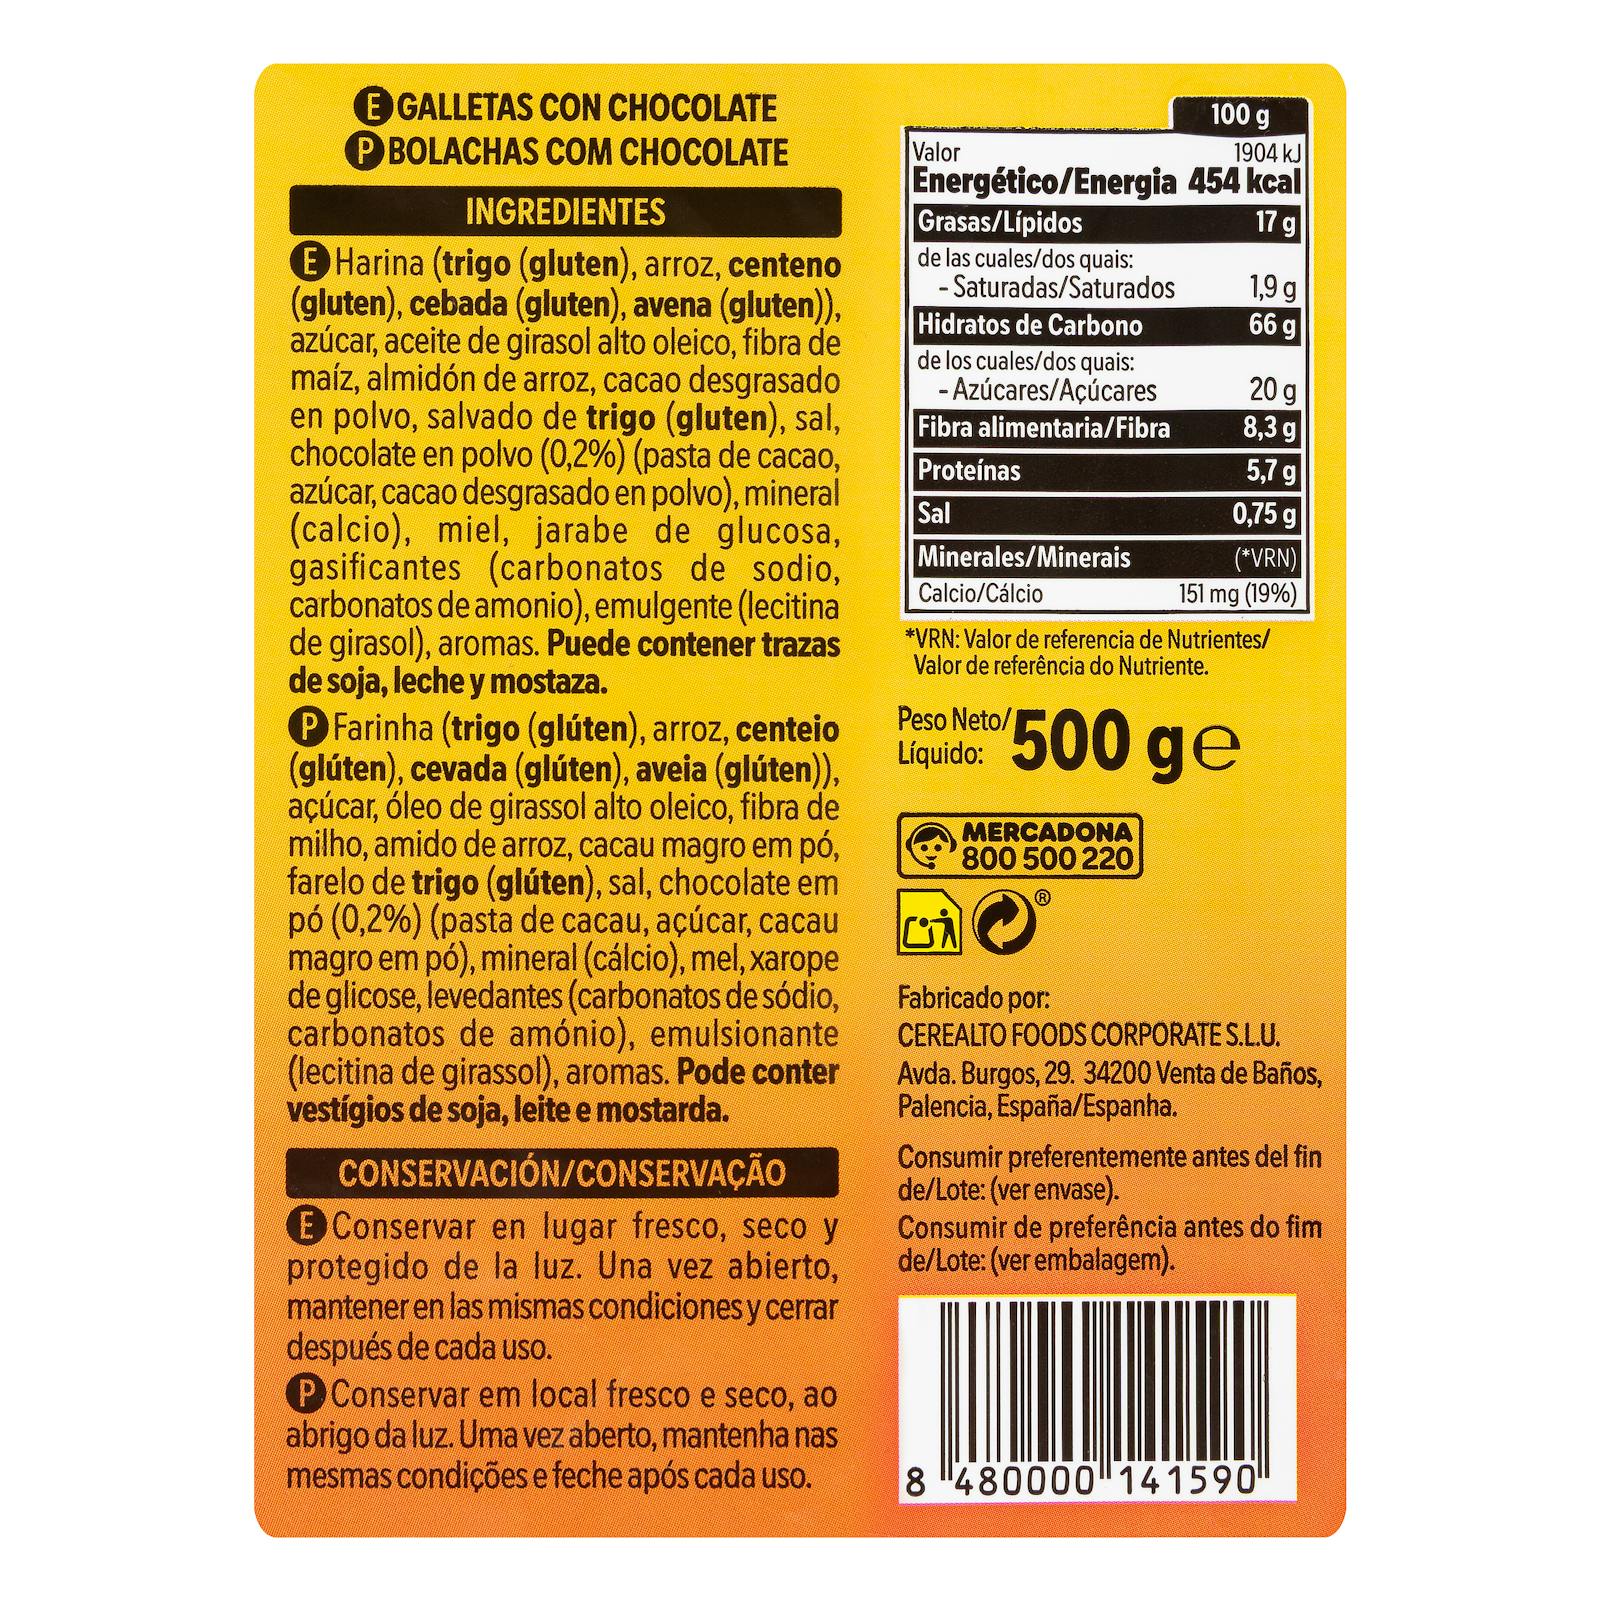 E GALLETAS CON CHOCOLATE
P BOLACHAS COM CHOCOLATE
INGREDIENTES
E Harina (trigo (gluten), arroz, centeno
(gluten), cebada (gluten), avena (gluten)),
azúcar, aceite de girasol alto oleico, fibra de
maíz, almidón de arroz, cacao desgrasado
en polvo, salvado de trigo (gluten), sal,
chocolate en polvo (0,2%) (pasta de cacao,
azúcar, cacao desgrasado en polvo), mineral
(calcio), miel, jarabe de glucosa,
gasificantes (carbonatos de sodio,
carbonatos de amonio), emulgente (lecitina
de girasol), aromas. Puede contener trazas
de soja, leche y mostaza.
P Farinha (trigo (glúten), arroz, centeio
(glúten), cevada (glúten), aveia (glúten)),
açúcar, óleo de girassol alto oleico, fibra de
milho, amido de arroz, cacau magro em pó,
farelo de trigo (glúten), sal, chocolate em
pó (0,2%) (pasta de cacau, açúcar, cacau
magro em pó), mineral (cálcio), mel, xarope
de glicose, levedantes (carbonatos de sódio,
carbonatos de amónio), emulsionante
(lecitina de girassol), aromas. Pode conter
vestígios de soja, leite e mostarda.
CONSERVACIÓN/CONSERVAÇÃO
E Conservar en lugar fresco, seco y
protegido de la luz. Una vez abierto,
mantener en las mismas condiciones y cerrar
después de cada uso.
P Conservar em local fresco e seco, ao
abrigo da luz. Uma vez aberto, mantenha nas
mesmas condições e feche após cada uso.
100 g
Valor 1904 kJ
Energético/Energia 454 kcal
Grasas/Lípidos 17 g
de las cuales/dos quais:
- Saturadas/Saturados 1,9 g
Hidratos de Carbono 66 g
de los cuales/dos quais:
- Azúcares/Açúcares 20 g
Fibra alimentaria/Fibra 8,3 g
Proteínas 5,7 g
Sal 0,75 g
Minerales/Minerais (*VRN)
Calcio/Cálcio 151 mg (19%)
*VRN: Valor de referencia de Nutrientes/
Valor de referência do Nutriente.
Peso Neto/
Líquido: 500 g e
MERCADONA
800 500 220
®
Fabricado por:
CEREALTO FOODS CORPORATE S.L.U.
Avda. Burgos, 29. 34200 Venta de Baños,
Palencia, España/Espanha.
Consumir preferentemente antes del fin
de/Lote: (ver envase).
Consumir de preferência antes do fim
de/Lote: (ver embalagem).
8 480000 141590